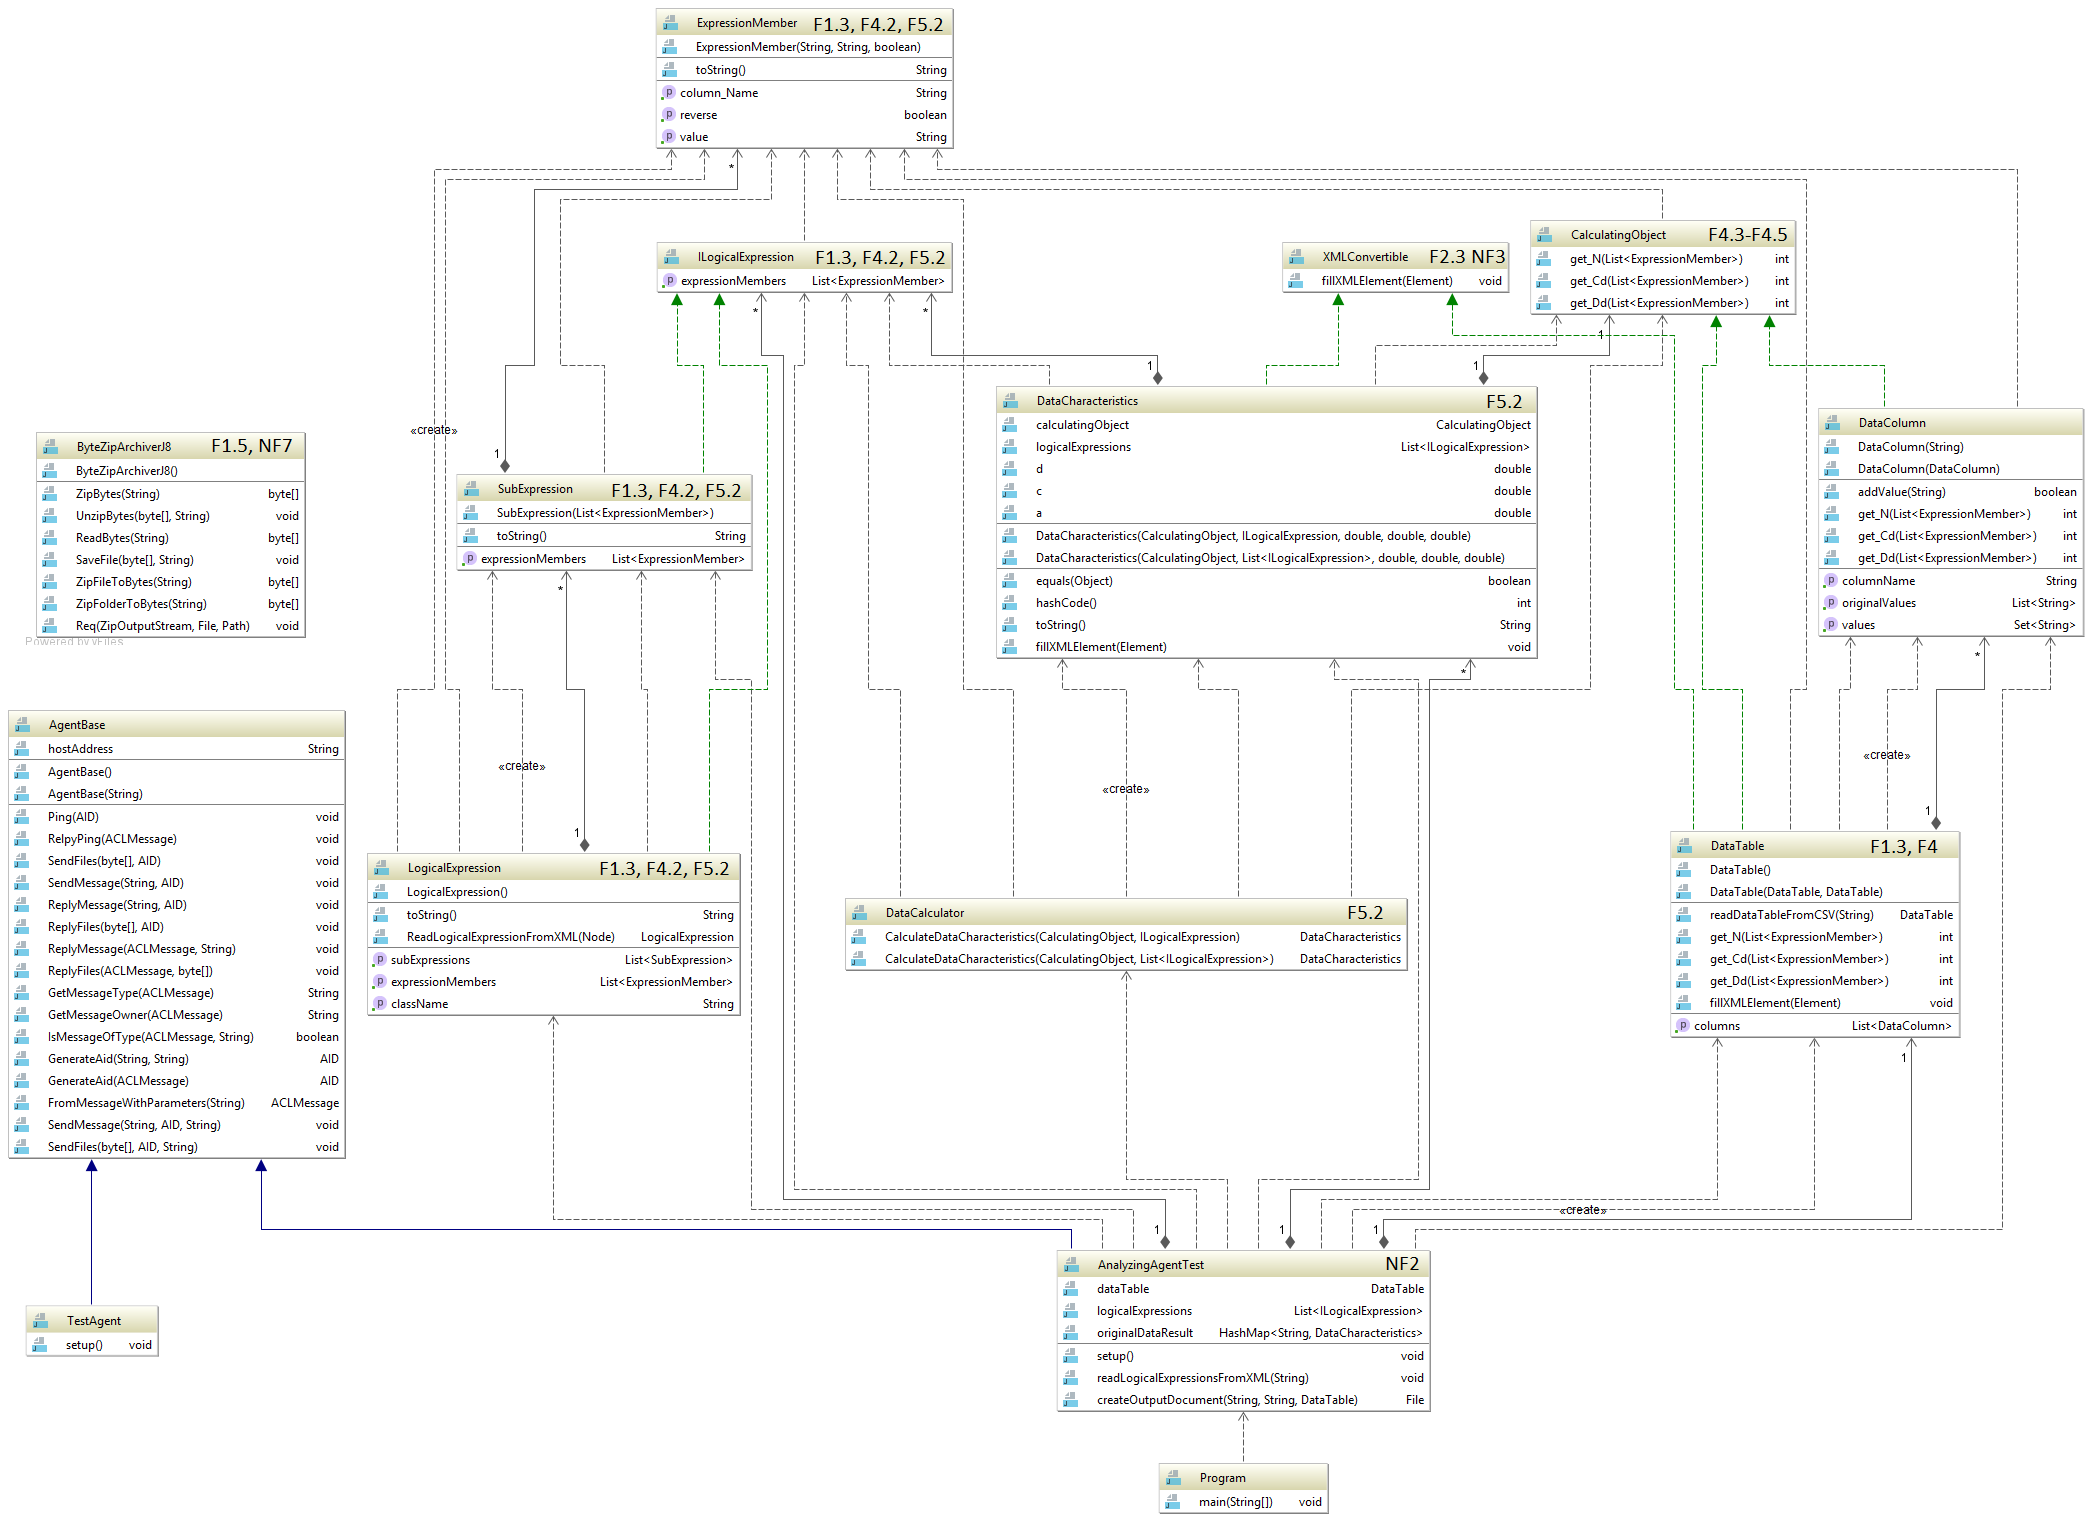 ExpressionMember F1.3, F4.2, F5.2
ExpressionMember(String, String, boolean)
toString() String
column_Name String
reverse boolean
value String
*
ILogicalExpression F1.3, F4.2, F5.2
expressionMembers List<ExpressionMember>
* *
XMLConvertible F2.3 NF3
fillXMLElement(Element) void
CalculatingObject F4.3-F4.5
get_N(List<ExpressionMember>) int
get_Cd(List<ExpressionMember>) int
get_Dd(List<ExpressionMember>) int
1
1 1
«create»
1
ByteZipArchiverJ8 F1.5, NF7
ByteZipArchiverJ8()
ZipBytes(String) byte[]
UnzipBytes(byte[], String) void
ReadBytes(String) byte[]
SaveFile(byte[], String) void
ZipFileToBytes(String) byte[]
ZipFolderToBytes(String) byte[]
Req(ZipOutputStream, File, Path) void
Powered by yFiles
SubExpression F1.3, F4.2, F5.2
SubExpression(List<ExpressionMember>)
toString() String
expressionMembers List<ExpressionMember>
*
DataCharacteristics F5.2
calculatingObject CalculatingObject
logicalExpressions List<ILogicalExpression>
d double
c double
a double
DataCharacteristics(CalculatingObject, ILogicalExpression, double, double, double)
DataCharacteristics(CalculatingObject, List<ILogicalExpression>, double, double, double)
equals(Object) boolean
hashCode() int
toString() String
fillXMLElement(Element) void
*
DataColumn
DataColumn(String)
DataColumn(DataColumn)
addValue(String) boolean
get_N(List<ExpressionMember>) int
get_Cd(List<ExpressionMember>) int
get_Dd(List<ExpressionMember>) int
columnName String
originalValues List<String>
values Set<String>
*
AgentBase
hostAddress String
AgentBase()
AgentBase(String)
Ping(AID) void
RelpyPing(ACLMessage) void
SendFiles(byte[], AID) void
SendMessage(String, AID) void
ReplyMessage(String, AID) void
ReplyFiles(byte[], AID) void
ReplyMessage(ACLMessage, String) void
ReplyFiles(ACLMessage, byte[]) void
GetMessageType(ACLMessage) String
GetMessageOwner(ACLMessage) String
IsMessageOfType(ACLMessage, String) boolean
GenerateAid(String, String) AID
GenerateAid(ACLMessage) AID
FromMessageWithParameters(String) ACLMessage
SendMessage(String, AID, String) void
SendFiles(byte[], AID, String) void
«create»
1
«create»
«create»
1
LogicalExpression F1.3, F4.2, F5.2
LogicalExpression()
toString() String
ReadLogicalExpressionFromXML(Node) LogicalExpression
subExpressions List<SubExpression>
expressionMembers List<ExpressionMember>
className String
DataCalculator F5.2
CalculateDataCharacteristics(CalculatingObject, ILogicalExpression) DataCharacteristics
CalculateDataCharacteristics(CalculatingObject, List<ILogicalExpression>) DataCharacteristics
DataTable F1.3, F4
DataTable()
DataTable(DataTable, DataTable)
readDataTableFromCSV(String) DataTable
get_N(List<ExpressionMember>) int
get_Cd(List<ExpressionMember>) int
get_Dd(List<ExpressionMember>) int
fillXMLElement(Element) void
columns List<DataColumn>
1
«create»
1 1 1
AnalyzingAgentTest NF2
dataTable DataTable
logicalExpressions List<ILogicalExpression>
originalDataResult HashMap<String, DataCharacteristics>
setup() void
readLogicalExpressionsFromXML(String) void
createOutputDocument(String, String, DataTable) File
TestAgent
setup() void
Program
main(String[]) void